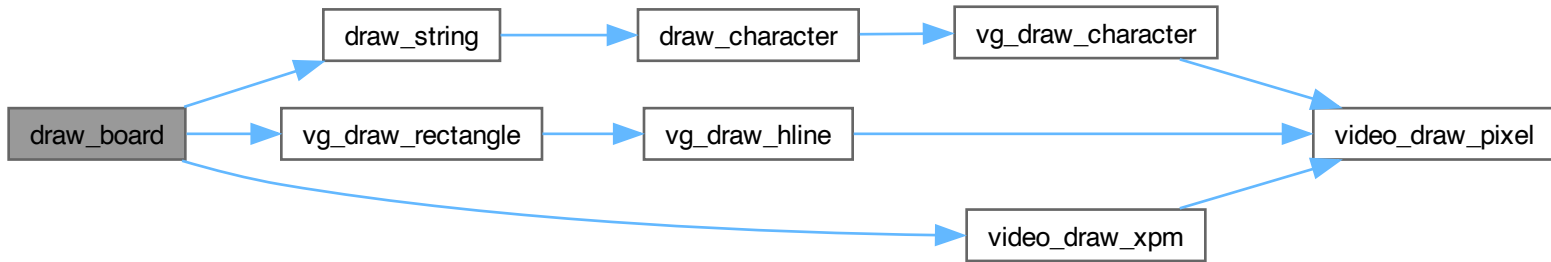 draw_string
draw_character
vg_draw_character
draw_board
vg_draw_rectangle
vg_draw_hline
video_draw_pixel
video_draw_xpm